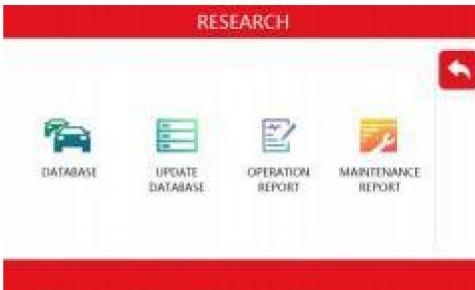 RESEARCH
DATABASE
UPDATE
DATABASE
OPERATION
REPORT
MAINTENANCE
REPORT